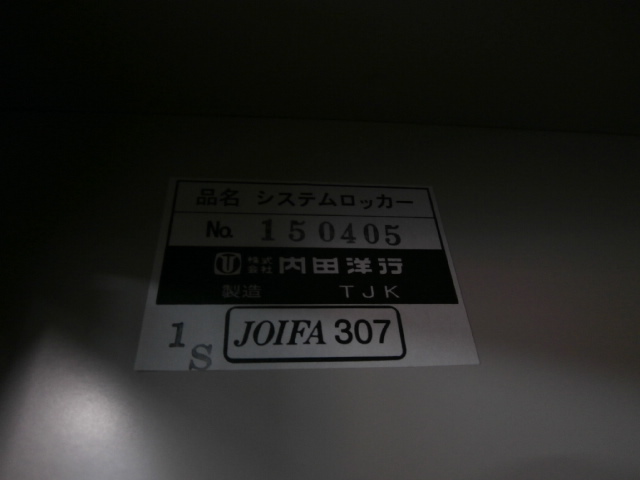 品名 システムロッカー
No. 150405
株式会社 内田洋行
製造 TJK
1S JOIFA 307